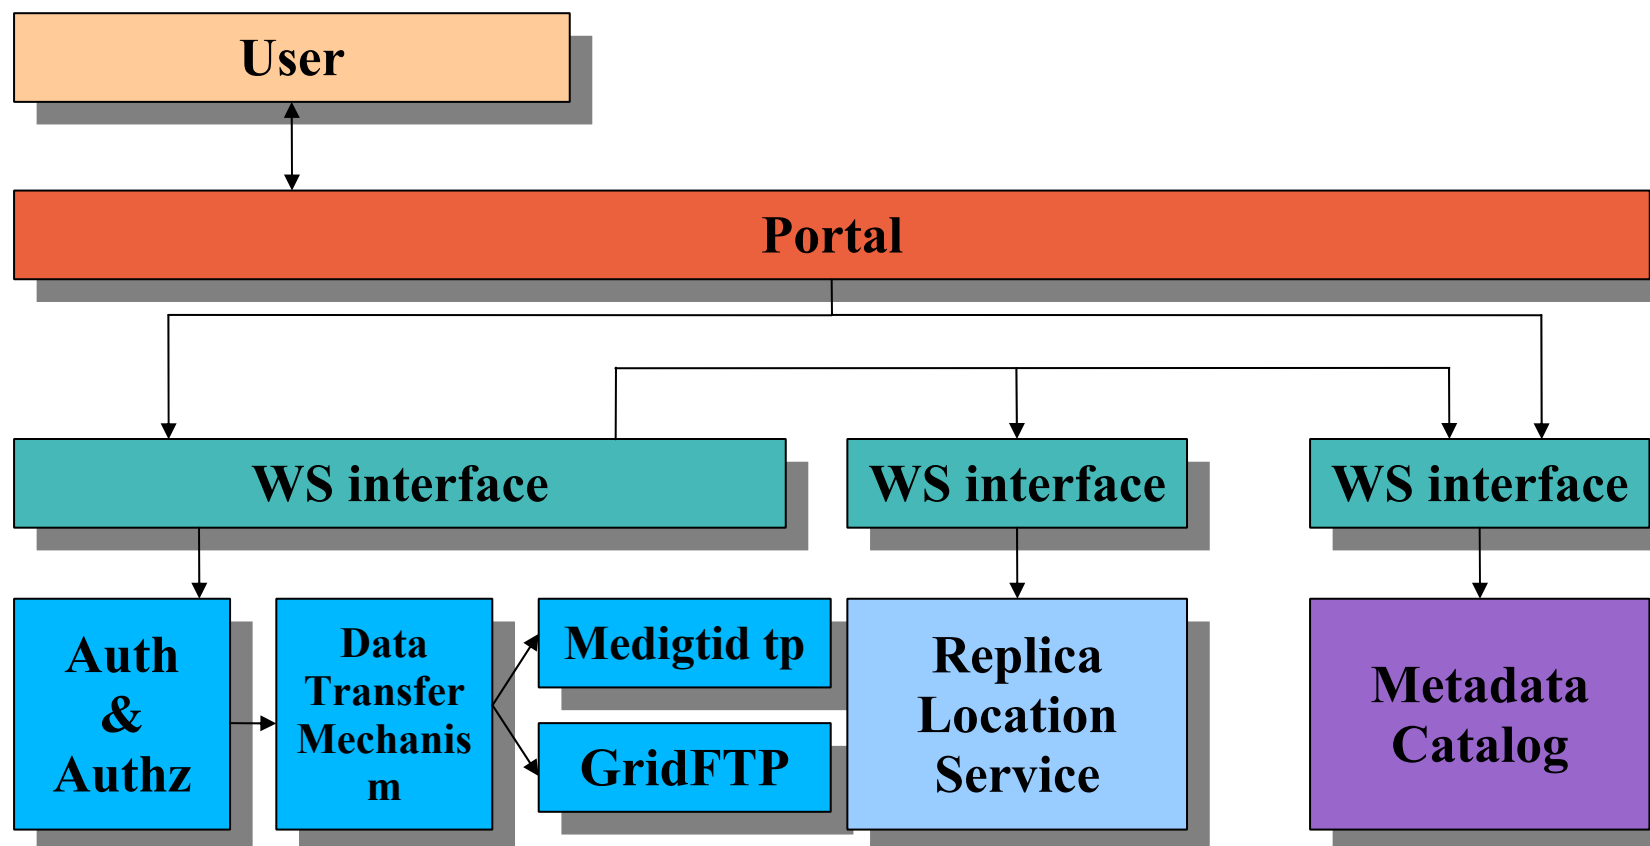 User
Portal
WS interface
WS interface
WS interface
Auth
&
Authz
Data
Transfer
Mechanis
m
Medigtid tp
GridFTP
Replica
Location
Service
Metadata
Catalog